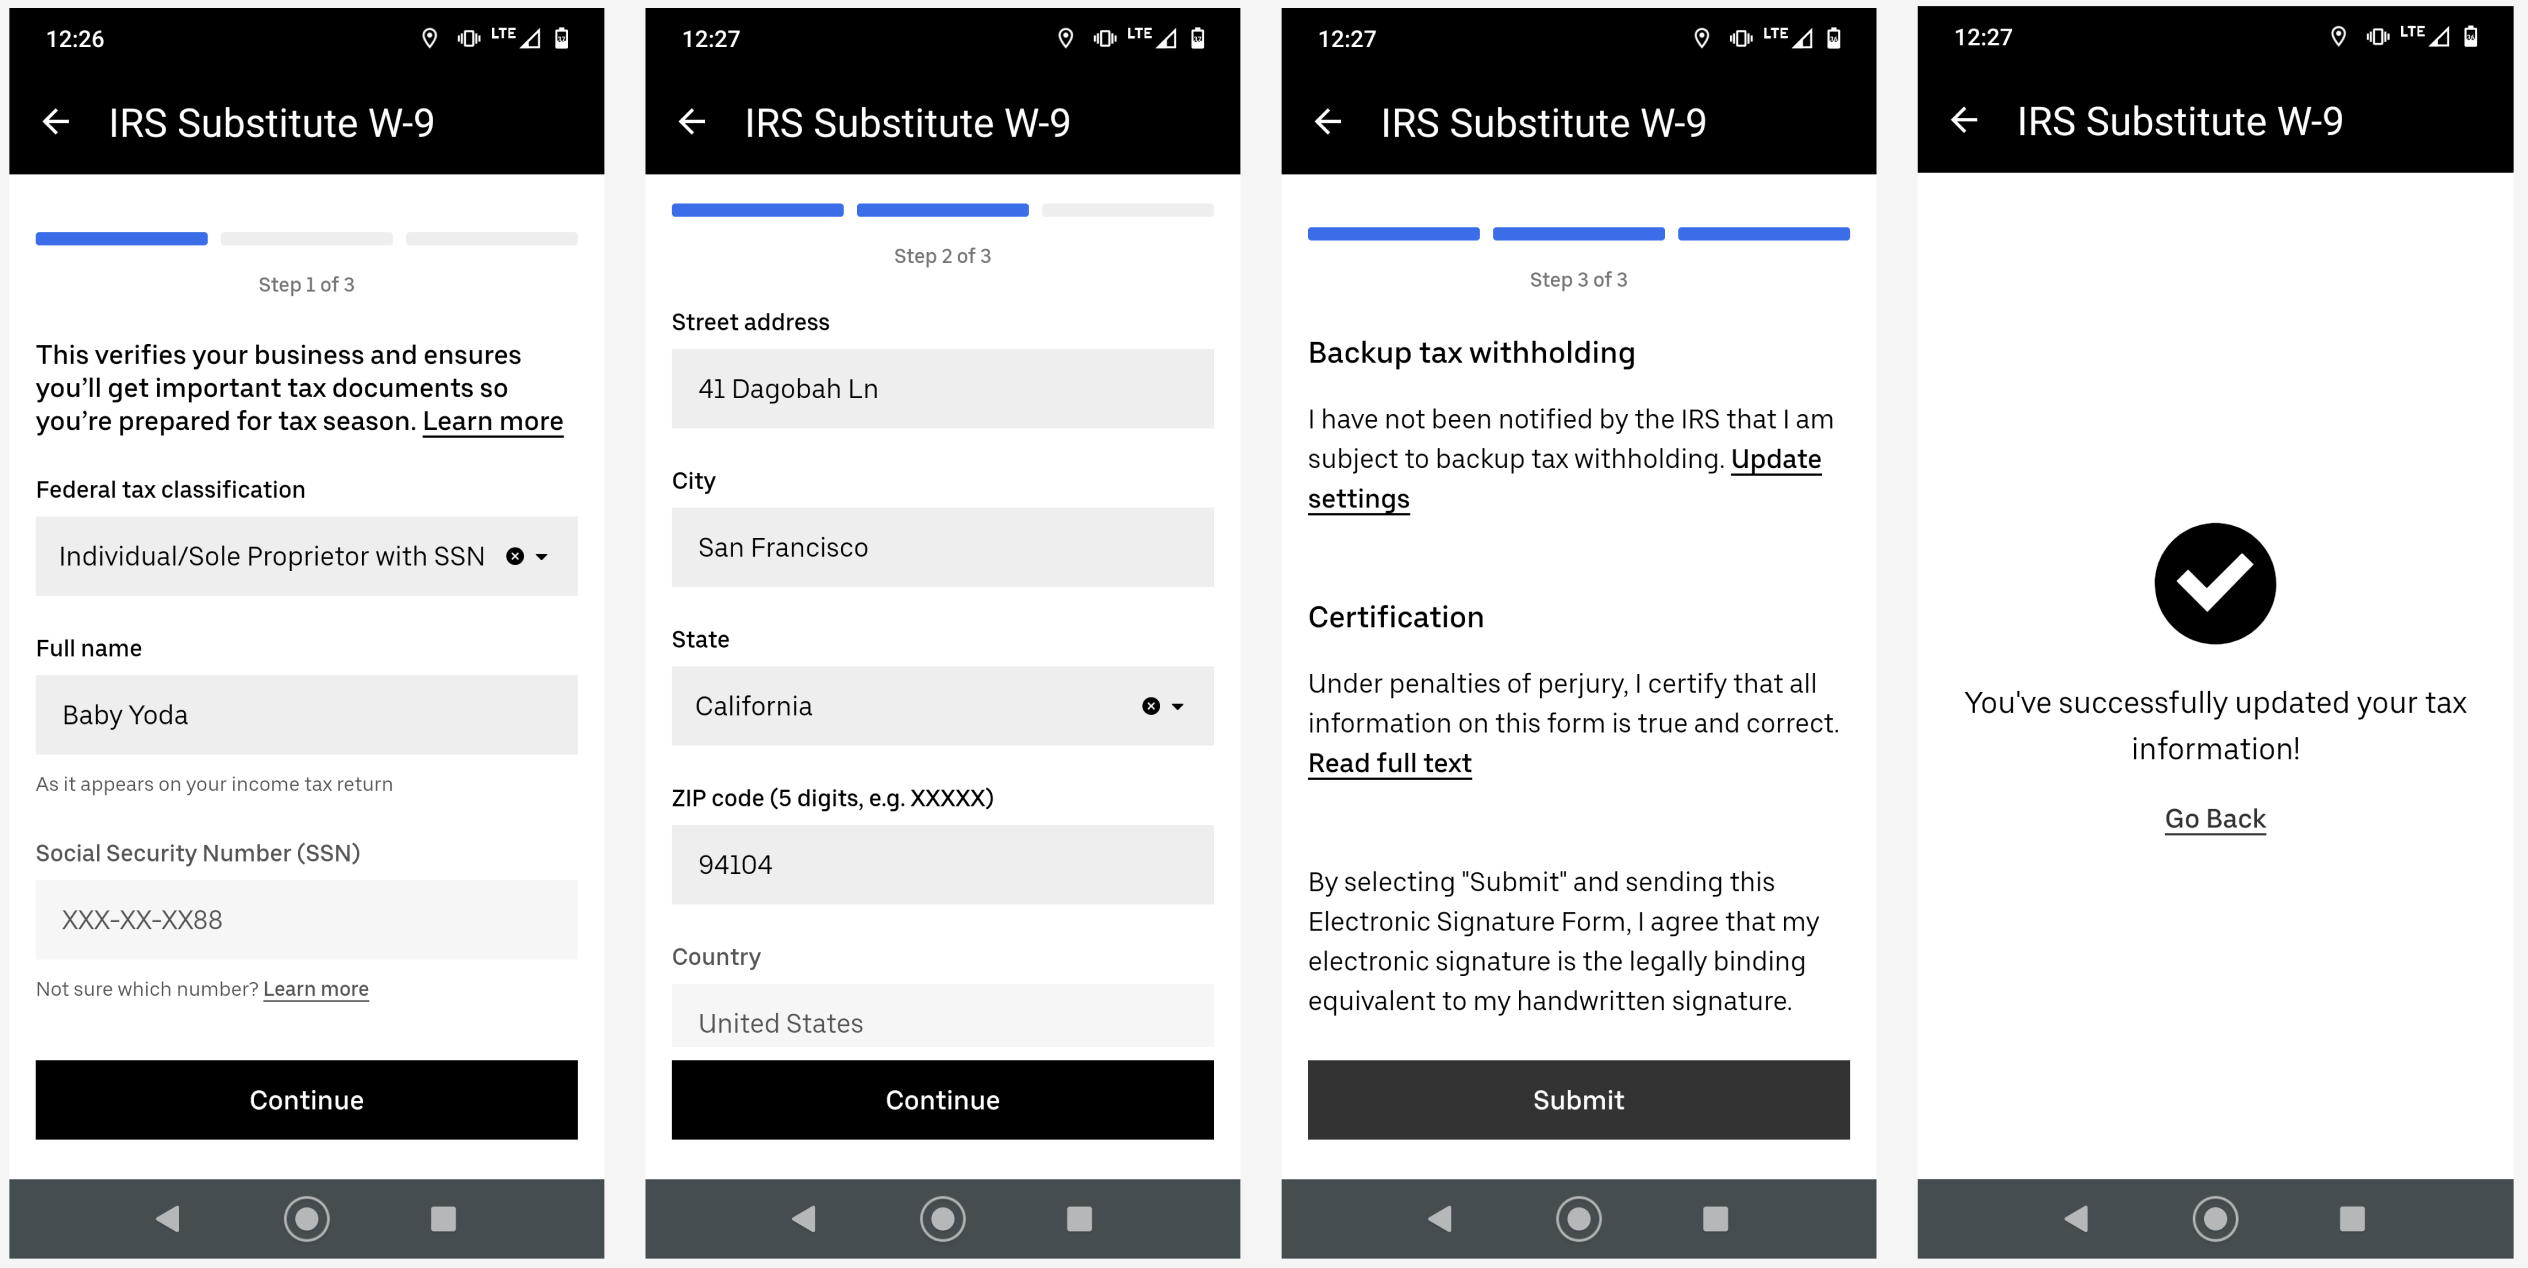 12:26
LTE
IRS Substitute W-9
Step 1 of 3
This verifies your business and ensures
you’ll get important tax documents so
you’re prepared for tax season. Learn more
Federal tax classification
Individual/Sole Proprietor with SSN
Full name
Baby Yoda
As it appears on your income tax return
Social Security Number (SSN)
XXX-XX-XX88
Not sure which number? Learn more
Continue
12:27
LTE
IRS Substitute W-9
Step 2 of 3
Street address
41 Dagobah Ln
City
San Francisco
State
California
ZIP code (5 digits, e.g. XXXXX)
94104
Country
United States
Continue
12:27
LTE
IRS Substitute W-9
Step 3 of 3
Backup tax withholding
I have not been notified by the IRS that I am
subject to backup tax withholding. Update
settings
Certification
Under penalties of perjury, I certify that all
information on this form is true and correct.
Read full text
By selecting "Submit" and sending this
Electronic Signature Form, I agree that my
electronic signature is the legally binding
equivalent to my handwritten signature.
Submit
12:27
LTE
IRS Substitute W-9
You've successfully updated your tax
information!
Go Back